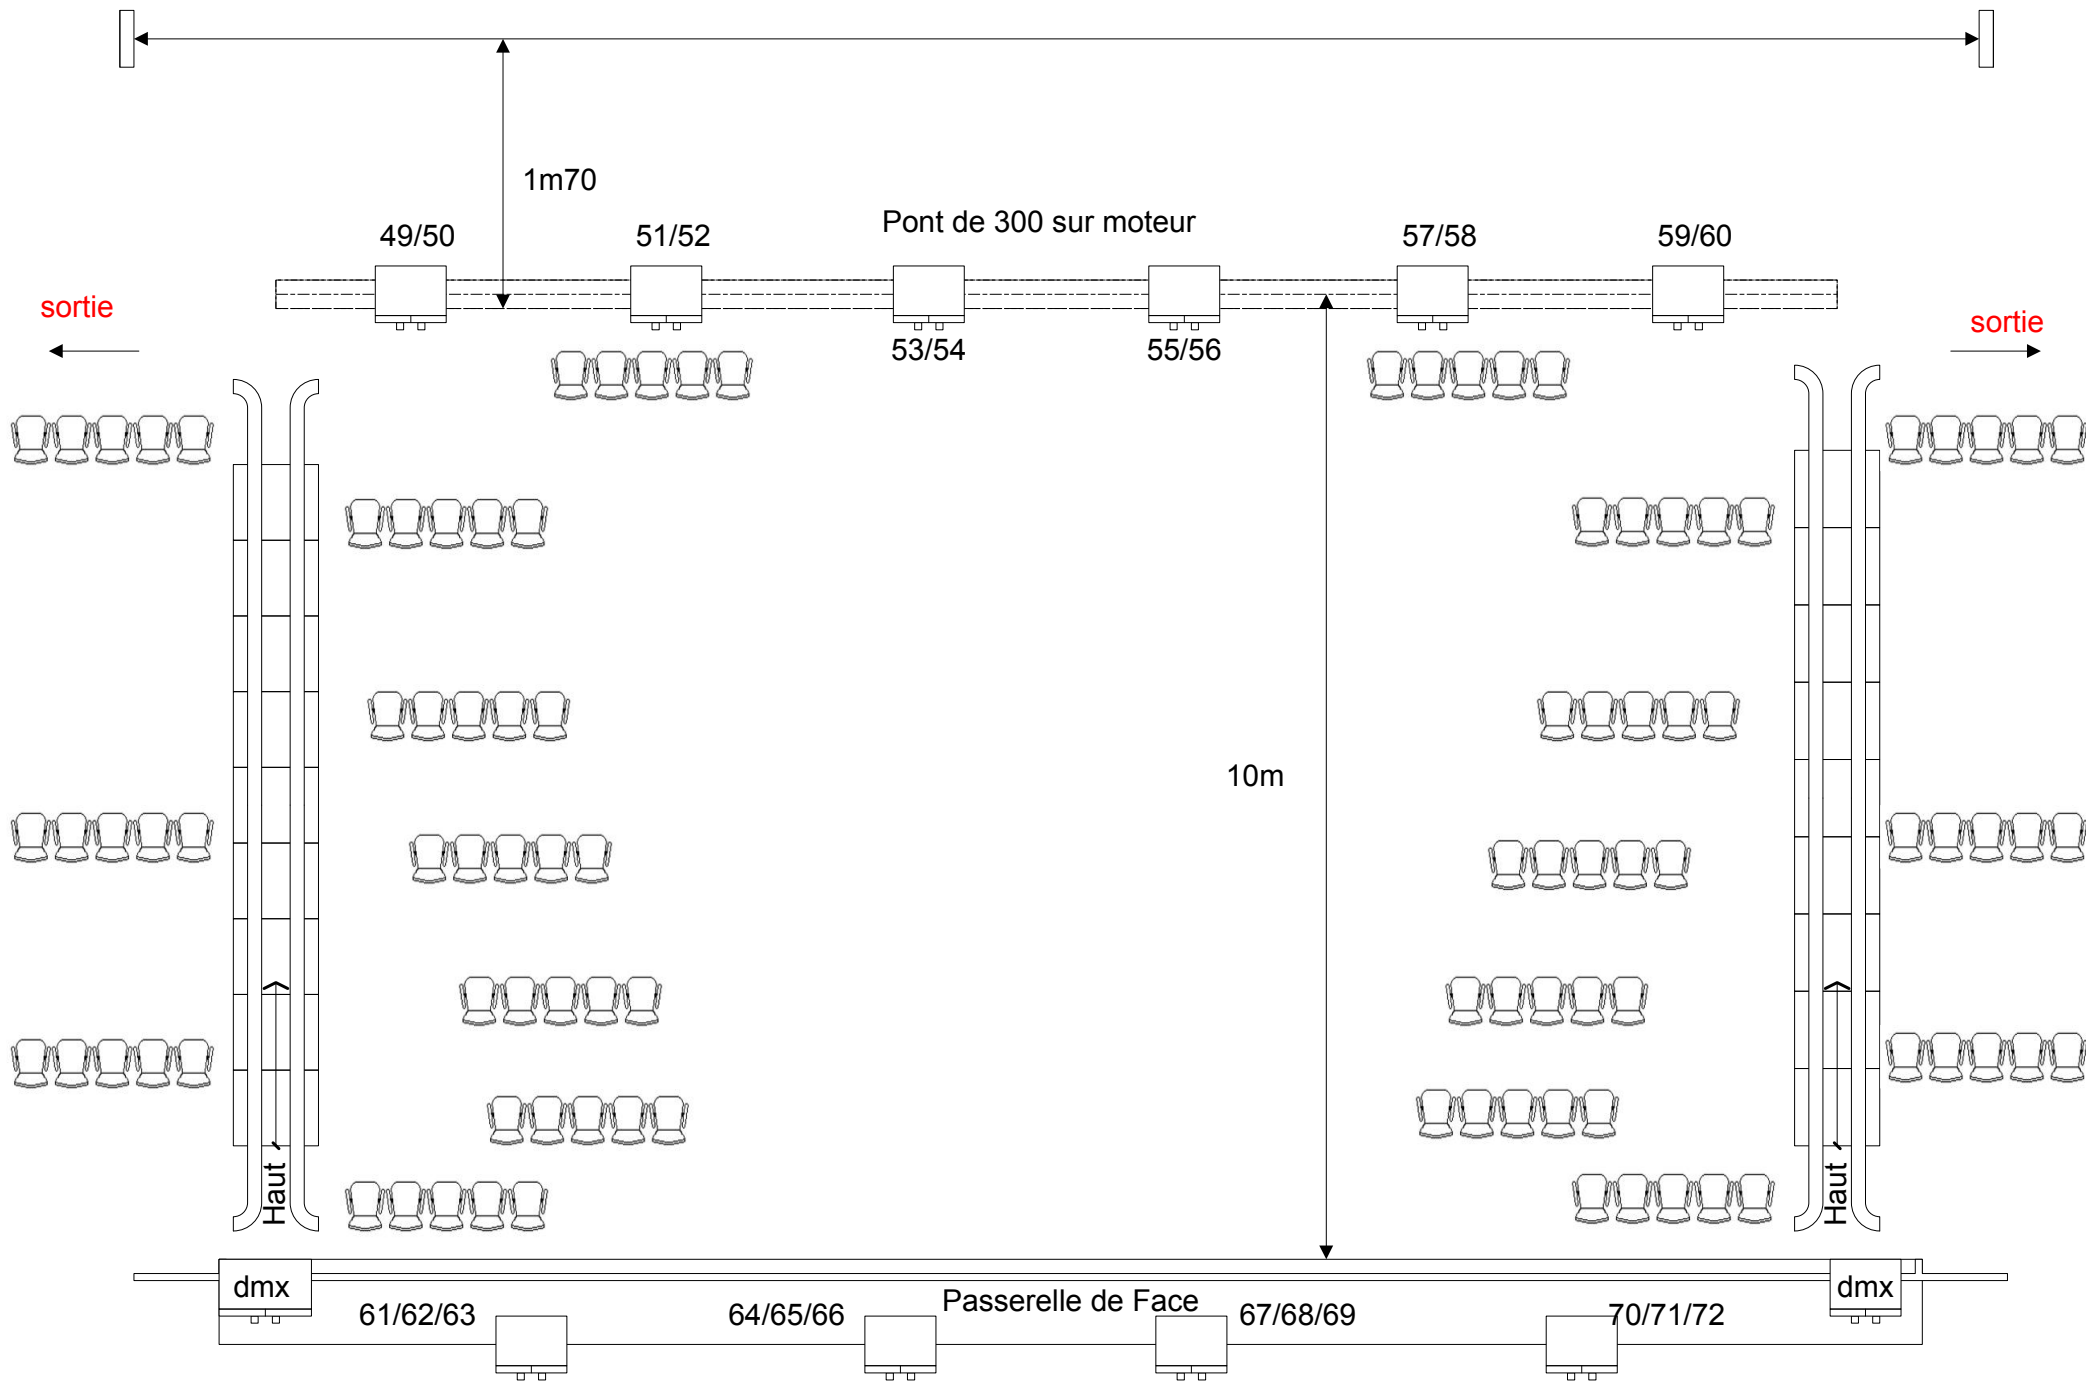 1m70
Pont de 300 sur moteur
49/50
51/52
57/58
59/60
sortie
sortie
53/54
55/56
10m
Haut
Haut
dmx
dmx
Passerelle de Face
61/62/63
64/65/66
67/68/69
70/71/72